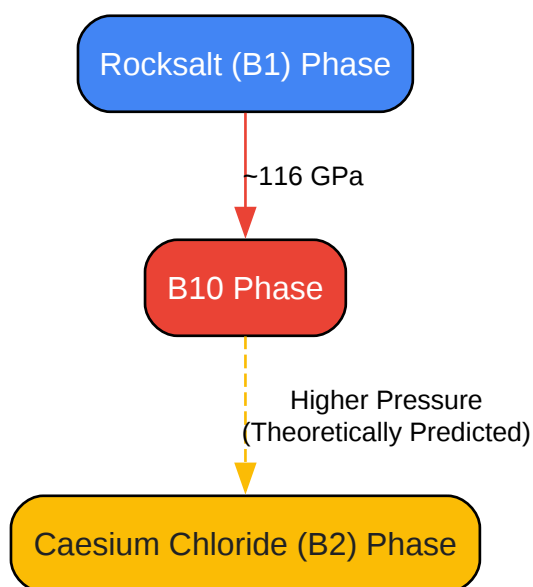 Rocksalt (B1) Phase
~116 GPa
B10 Phase
Higher Pressure
(Theoretically Predicted)
Caesium Chloride (B2) Phase